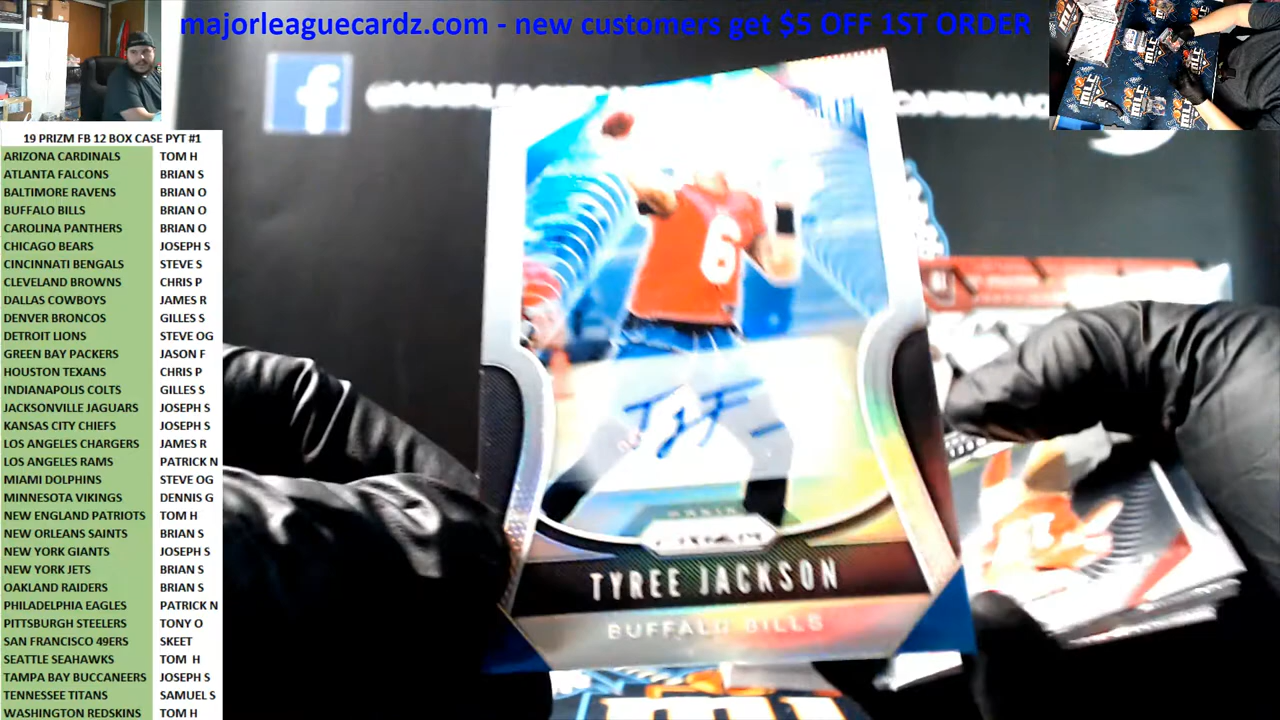 majorleaguecardz.com - new customers get $5 OFF 1ST ORDER
19 PRIZM FB 12 BOX CASE PYT #1
ARIZONA CARDINALS TOM H
ATLANTA FALCONS BRIAN S
BALTIMORE RAVENS BRIAN O
BUFFALO BILLS BRIAN O
CAROLINA PANTHERS BRIAN O
CHICAGO BEARS JOSEPH S
CINCINNATI BENGALS STEVE S
CLEVELAND BROWNS CHRIS P
DALLAS COWBOYS JAMES R
DENVER BRONCOS GILLES S
DETROIT LIONS STEVE OG
GREEN BAY PACKERS JASON F
HOUSTON TEXANS CHRIS P
INDIANAPOLIS COLTS GILLES S
JACKSONVILLE JAGUARS JOSEPH S
KANSAS CITY CHIEFS JOSEPH S
LOS ANGELES CHARGERS JAMES R
LOS ANGELES RAMS PATRICK N
MIAMI DOLPHINS STEVE OG
MINNESOTA VIKINGS DENNIS G
NEW ENGLAND PATRIOTS TOM H
NEW ORLEANS SAINTS BRIAN S
NEW YORK GIANTS JOSEPH S
NEW YORK JETS BRIAN S
OAKLAND RAIDERS BRIAN S
PHILADELPHIA EAGLES PATRICK N
PITTSBURGH STEELERS TONY O
SAN FRANCISCO 49ERS SKEET
SEATTLE SEAHAWKS TOM H
TAMPA BAY BUCCANEERS JOSEPH S
TENNESSEE TITANS SAMUEL S
WASHINGTON REDSKINS TOM H
f
6
PANINI
PRIZM
TYREE JACKSON
BUFFALO BILLS
MLC